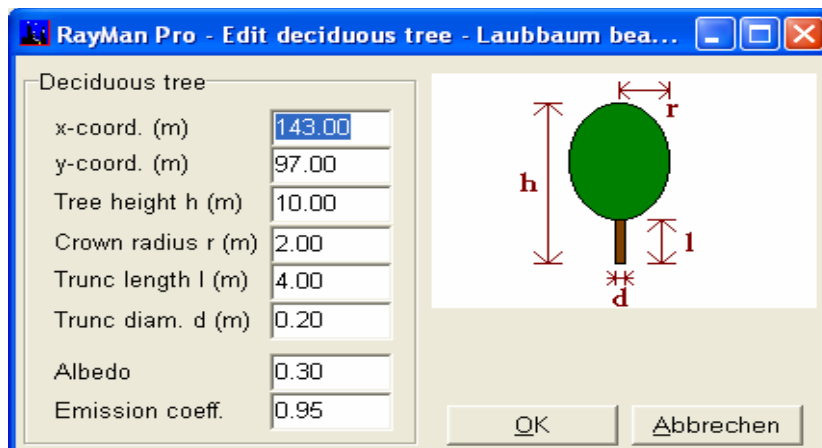 RayMan Pro - Edit deciduous tree - Laubbaum bea...
Deciduous tree
x-coord. (m) 143.00
y-coord. (m) 97.00
Tree height h (m) 10.00
Crown radius r (m) 2.00
Trunc length l (m) 4.00
Trunc diam. d (m) 0.20
Albedo 0.30
Emission coeff. 0.95
r
h
l
d
OK
Abbrechen